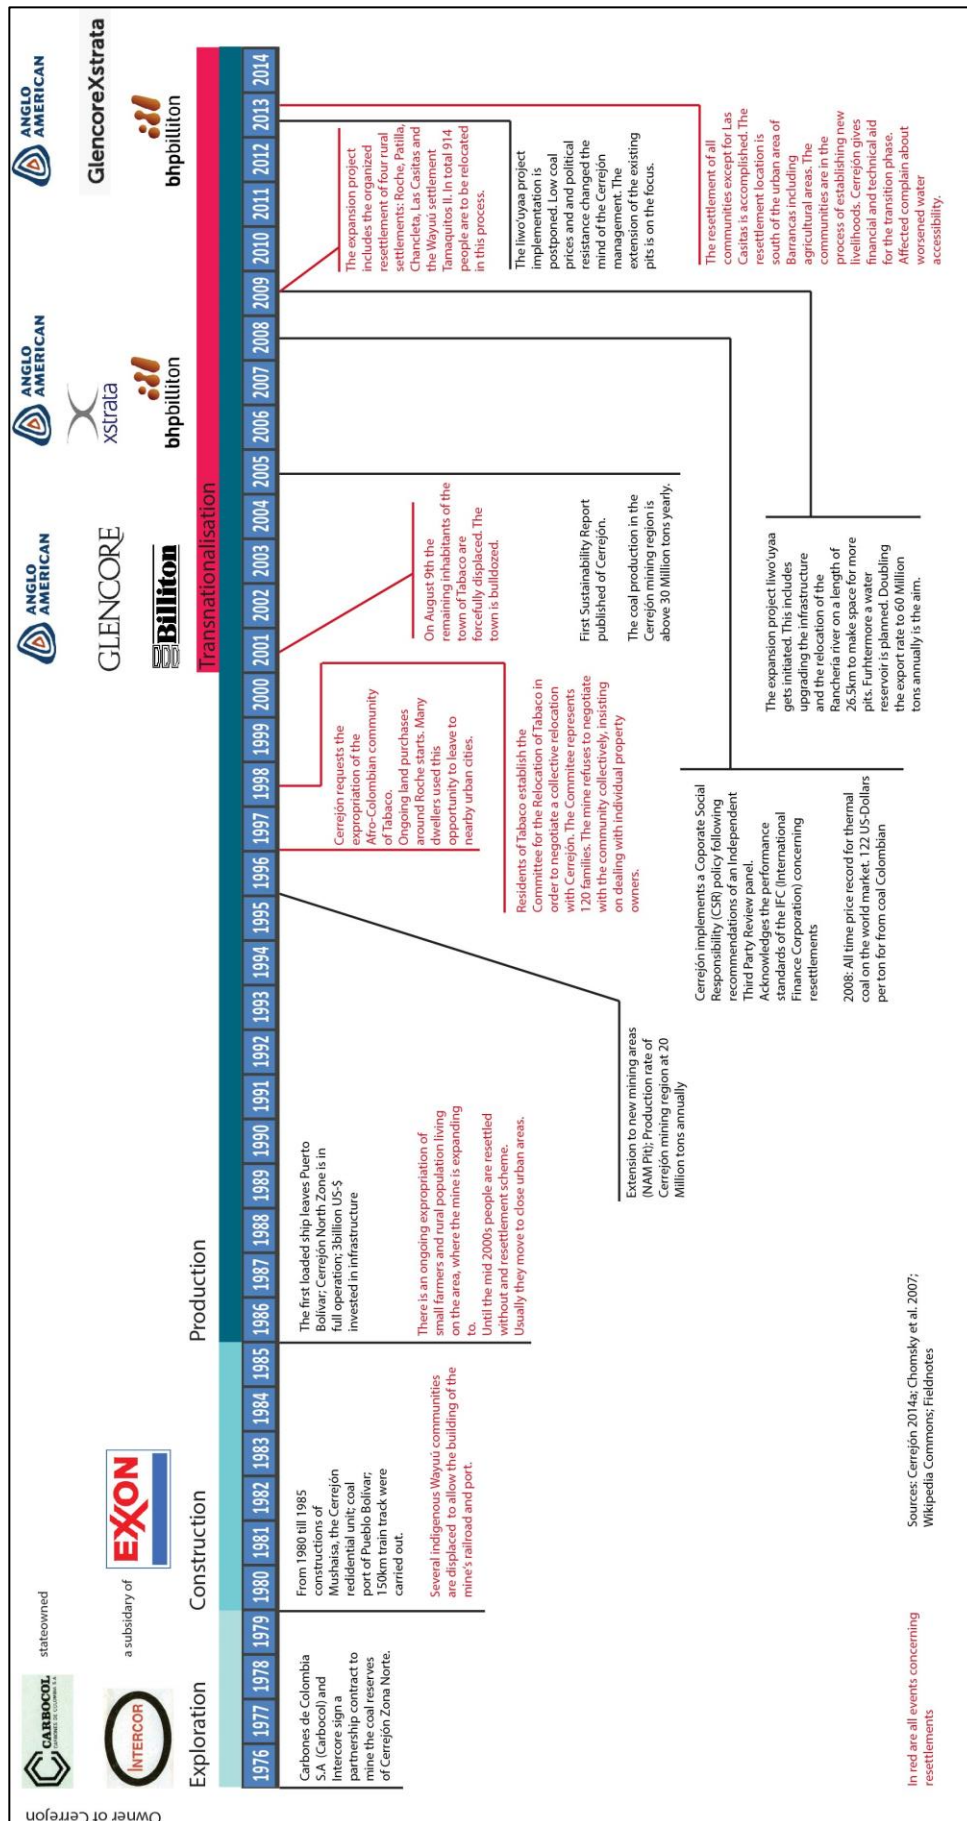 Owner of Cerrejon
CARBOCOL
CARBONES DE COLOMBIA S.A.
stateowned
INTERCOR
a subsidary of
EXXON
ANGLO
AMERICAN
GLENCORE
Billiton
ANGLO
AMERICAN
xstrata
bhpbilliton
ANGLO
AMERICAN
GlencoreXstrata
bhpbilliton
Exploration
Construction
Production
Transnationalisation
1976 1977 1978 1979 1980 1981 1982 1983 1984 1985 1986 1987 1988 1989 1990 1991 1992 1993 1994 1995 1996 1997 1998 1999 2000 2001 2002 2003 2004 2005 2006 2007 2008 2009 2010 2011 2012 2013 2014
Carbones de Colombia
S.A (Carbocol) and
Intercore sign a
partnership contract to
mine the coal reserves
of Cerrejón Zona Norte.
From 1980 till 1985
constructions of
Mushaisa, the Cerrejón
redidential unit; coal
port of Pueblo Bolívar;
150km train track were
carried out.
Several indigenous Wayuú communities
are displaced to allow the building of the
mine's railroad and port.
The first loaded ship leaves Puerto
Bolívar; Cerrejón North Zone is in
full operation; 3billion US-$
invested in infrastructure
There is an ongoing expropriation of
small farmers and rural population living
on the area, where the mine is expanding
to.
Until the mid 2000s people are resettled
without and resettlement scheme.
Usually they move to close urban areas.
Extension to new mining areas
(NAM Pit); Production rate of
Cerrejón mining region at 20
Million tons annually
Cerrejón requests the
expropriation of the
Afro-Colombian community
of Tabaco.
Ongoing land purchases
around Roche starts. Many
dwellers used this
opportunity to leave to
nearby urban cities.
Residents of Tabaco establish the
Committee for the Relocation of Tabaco in
order to negotiate a collective relocation
with Cerrejón. The Commitee represents
120 families. The mine refuses to negotiate
with the community collectively, insisting
on dealing with individual property
owners.
On August 9th the
remaining inhabitants of the
town of Tabaco are
forcefully displaced. The
town is bulldozed.
First Sustainability Report
published of Cerrejón.
The coal production in the
Cerrejón mining region is
above 30 Million tons yearly.
Cerrejón implements a Coporate Social
Responsibility (CSR) policy following
recommendations of an Independent
Third Party Review panel.
Acknowledges the performance
standards of the IFC (International
Finance Corporation) concerning
resettlements
2008: All time price record for thermal
coal on the world market. 122 US-Dollars
per ton for from coal Colombian
The expansion project Iiwo'uyaa
gets initiated. This includes
upgrading the infrastructure
and the relocation of the
Ranchería river on a length of
26.5km to make space for more
pits. Furhtermore a water
reservoir is planned. Doubling
the export rate to 60 Million
tons annually is the aim.
The expansion project
includes the organized
resettlement of four rural
settlements: Roche, Patilla,
Chancleta, Las Casitas and
the Wayuú settlement
Tamaquitos II. In total 914
people are to be relocated
in this process.
The Iiwo'uyaa project
implementation is
postponed. Low coal
prices and and political
resistance changed the
mind of the Cerrejón
management. The
extension of the existing
pits is on the focus.
The resettlement of all
communities except for Las
Casitas is accomplished. The
resettlement location is
south of the urban area of
Barrancas including
agricultural areas. The
communities are in the
process of establishing new
livelihoods. Cerrejón gives
financial and technical aid
for the transition phase.
Affected complain about
worsened water
accessibility.
In red are all events concerning
resettlements
Sources: Cerrejón 2014a; Chomsky et al. 2007;
Wikipedia Commons; Fieldnotes